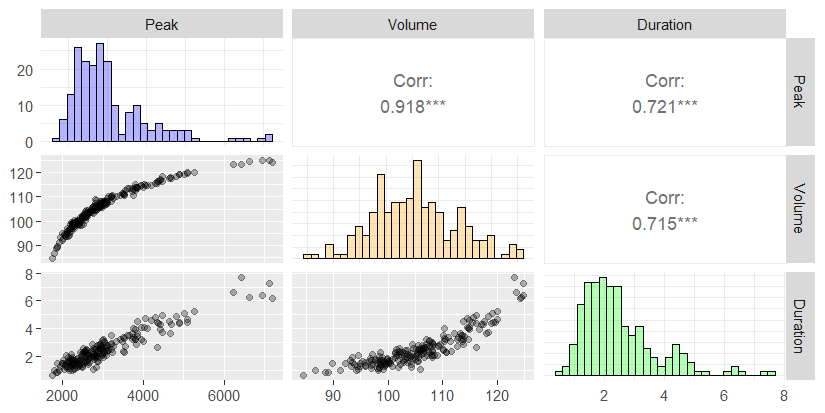 Peak Volume Duration
20
10
0
Corr:
0.918***
Corr:
0.721***
Peak
120
110
100
90
Corr:
0.715***
Volume
8
6
4
2
Duration
2000 4000 6000 90 100 110 120 2 4 6 8